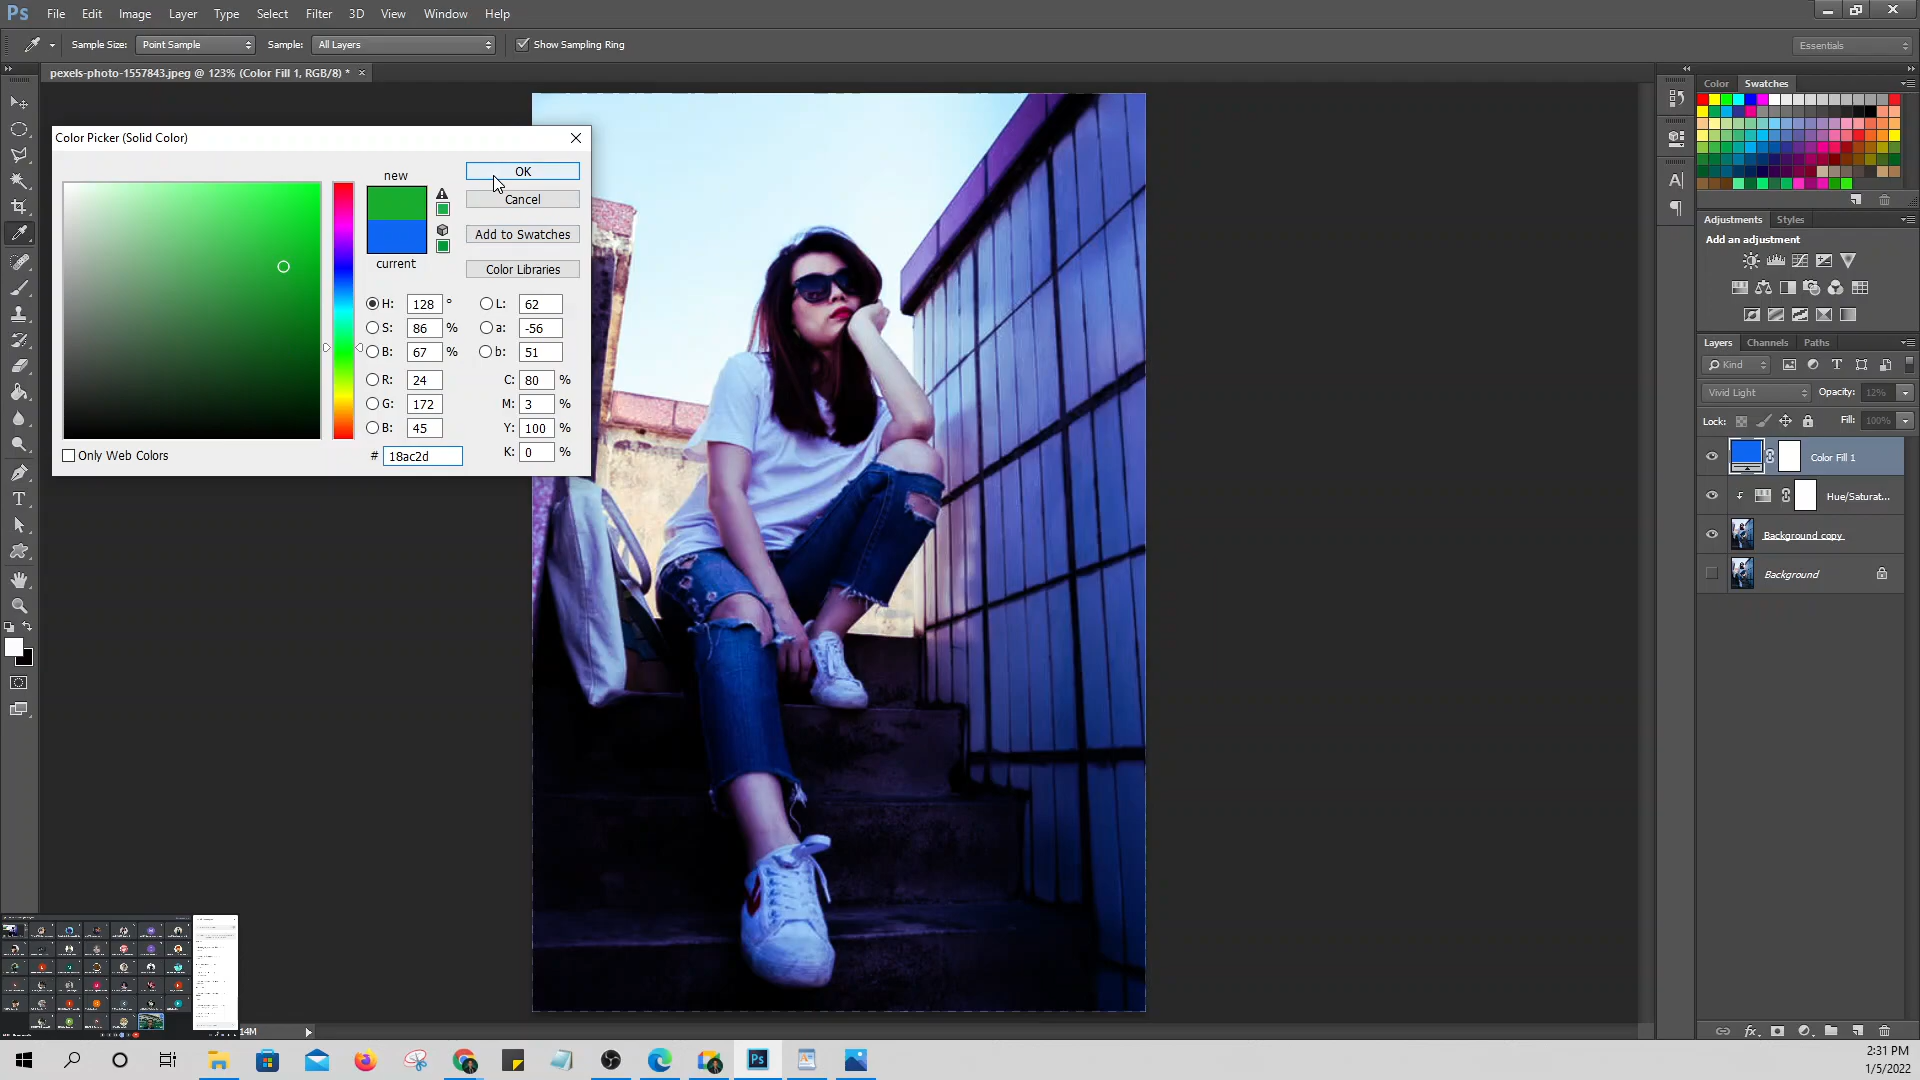 Ps File Edit Image Layer Type Select Filter 3D View Window Help
Sample Size: Point Sample Sample: All Layers Show Sampling Ring Essentials
pexels-photo-1557843.jpeg @ 123% (Color Fill 1, RGB/8) * ×
Color Picker (Solid Color)
new
current
OK
Cancel
Add to Swatches
Color Libraries
H: 128 ° L: 62
S: 86 % a: -56
B: 67 % b: 51
R: 24 C: 80 %
G: 172 M: 3 %
B: 45 Y: 100 %
# 18ac2d K: 0 %
Only Web Colors
Color Swatches
Adjustments Styles
Add an adjustment
Layers Channels Paths
Kind
Vivid Light Opacity: 12%
Lock: Fill: 100%
Color Fill 1
Hue/Saturat...
Background copy
Background
14M
2:31 PM
1/5/2022